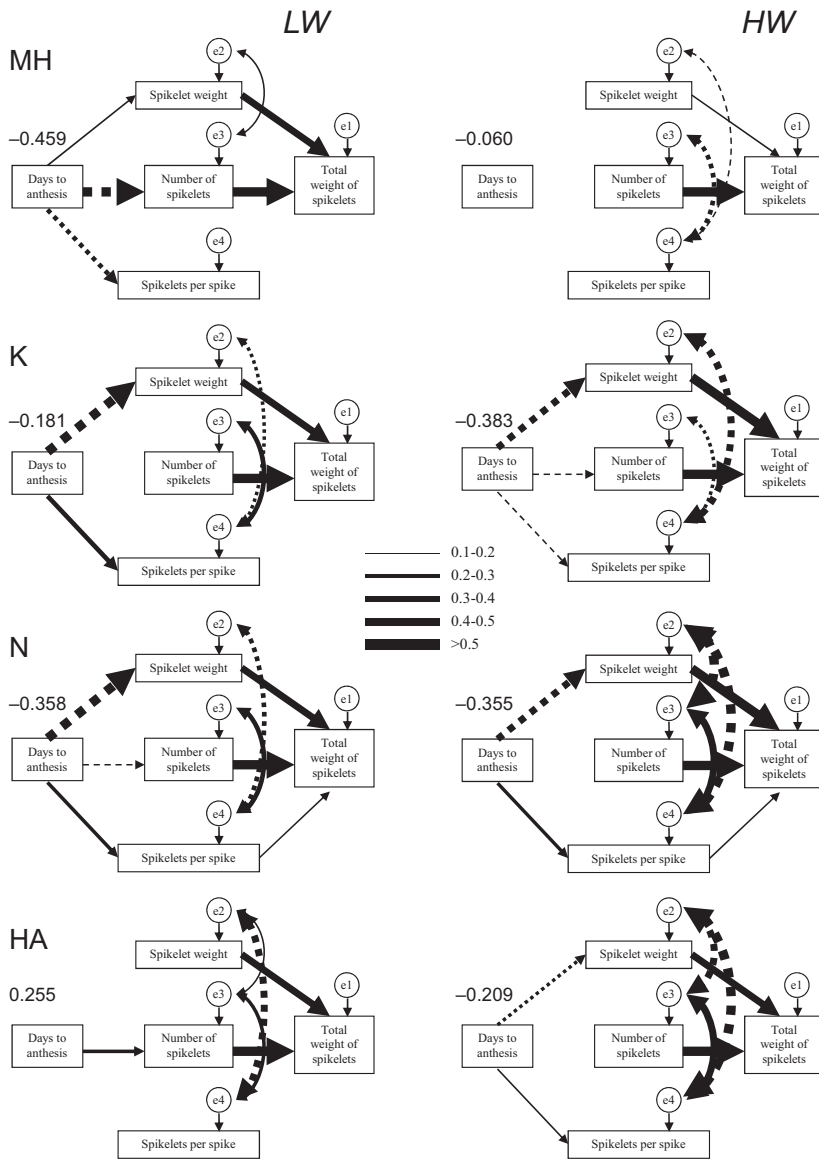 LW
HW
MH
e2
Spikelet weight
–0.459
e3
e1
Days to
anthesis
Number of
spikelets
Total
weight of
spikelets
e4
Spikelets per spike
e2
Spikelet weight
–0.060
e3
e1
Days to
anthesis
Number of
spikelets
Total
weight of
spikelets
e4
Spikelets per spike
K
e2
Spikelet weight
–0.181
e3
e1
Days to
anthesis
Number of
spikelets
Total
weight of
spikelets
e4
Spikelets per spike
e2
Spikelet weight
–0.383
e3
e1
Days to
anthesis
Number of
spikelets
Total
weight of
spikelets
e4
Spikelets per spike
0.1-0.2
0.2-0.3
0.3-0.4
0.4-0.5
>0.5
N
e2
Spikelet weight
–0.358
e3
e1
Days to
anthesis
Number of
spikelets
Total
weight of
spikelets
e4
Spikelets per spike
e2
Spikelet weight
–0.355
e3
e1
Days to
anthesis
Number of
spikelets
Total
weight of
spikelets
e4
Spikelets per spike
HA
e2
Spikelet weight
0.255
e3
e1
Days to
anthesis
Number of
spikelets
Total
weight of
spikelets
e4
Spikelets per spike
e2
Spikelet weight
–0.209
e3
e1
Days to
anthesis
Number of
spikelets
Total
weight of
spikelets
e4
Spikelets per spike